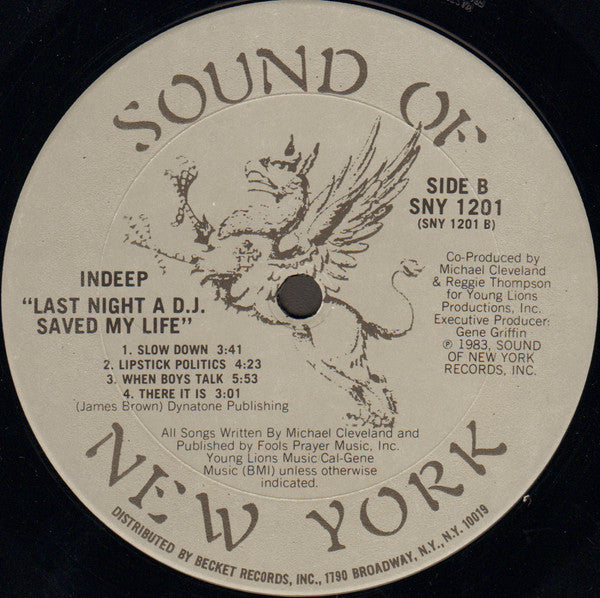 SOUND OF
SIDE B
SNY 1201
(SNY 1201 B)
INDEEP
"LAST NIGHT A D.J.
SAVED MY LIFE"
1. SLOW DOWN 3:41
2. LIPSTICK POLITICS 4:23
3. WHEN BOYS TALK 5:53
4. THERE IT IS 3:01
(James Brown) Dynatone Publishing
Co-Produced by
Michael Cleveland
& Reggie Thompson
for Young Lions
Productions, Inc.
Executive Producer:
Gene Griffin
℗ 1983, SOUND
OF NEW YORK
RECORDS, INC.
All Songs Written By Michael Cleveland and
Published by Fools Prayer Music, Inc.
Young Lions Music Cal-Gene
Music (BMI) unless otherwise
indicated.
NEW YORK
DISTRIBUTED BY BECKET RECORDS, INC., 1790 BROADWAY, N.Y., N.Y. 10019